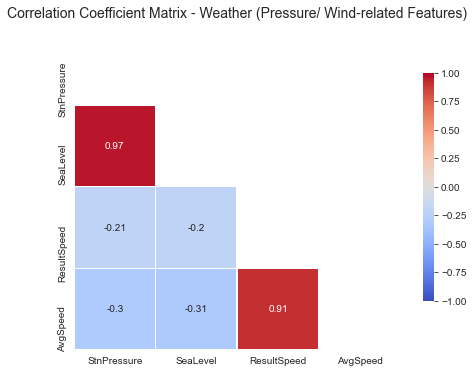 Correlation Coefficient Matrix - Weather (Pressure/ Wind-related Features)
StnPressure
SeaLevel
ResultSpeed
AvgSpeed
0.97
-0.21 -0.2
-0.3 -0.31 0.91
StnPressure SeaLevel ResultSpeed AvgSpeed
1.00
0.75
0.50
0.25
0.00
−0.25
−0.50
−0.75
−1.00